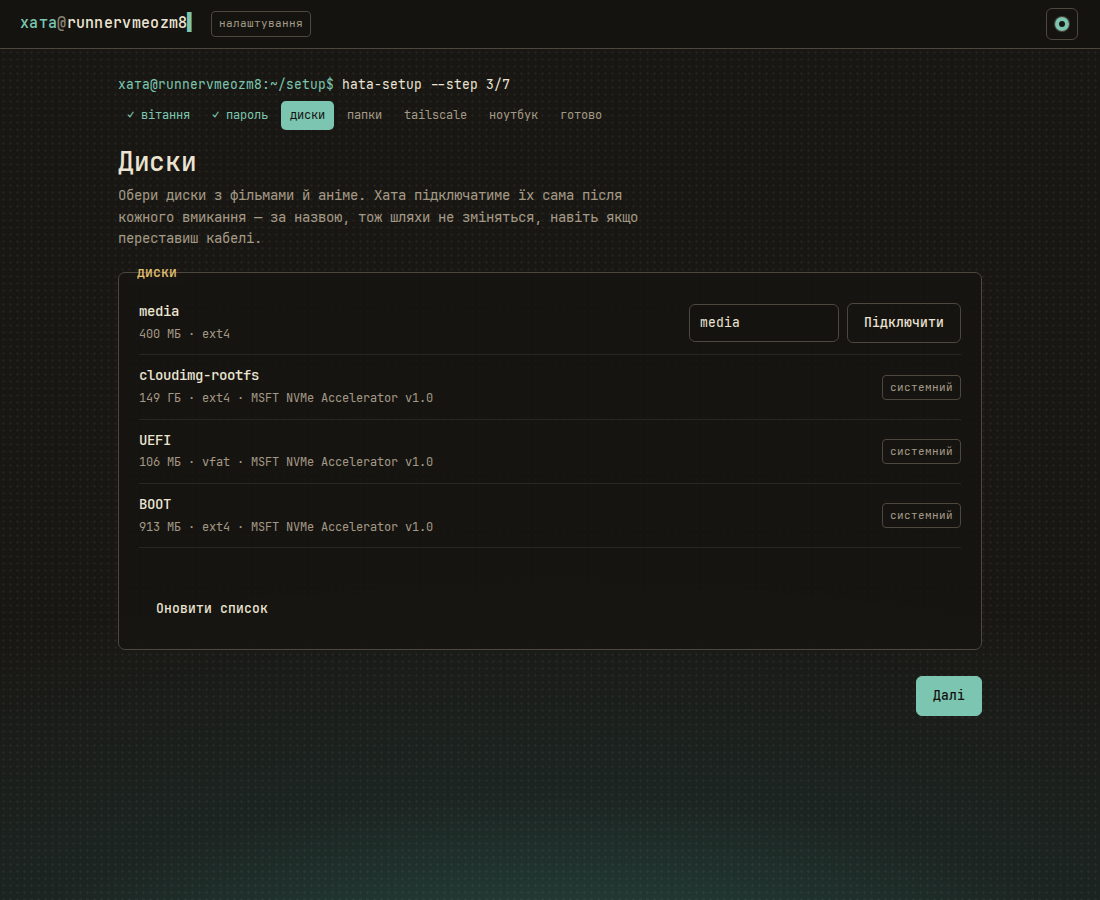 хата@runnervmeozm8
налаштування
хата@runnervmeozm8:~/setup$ hata-setup --step 3/7
✓ вітання ✓ пароль диски папки tailscale ноутбук готово
Диски
Обери диски з фільмами й аніме. Хата підключатиме їх сама після
кожного вмикання — за назвою, тож шляхи не зміняться, навіть якщо
переставиш кабелі.
диски
media
400 МБ · ext4
media
Підключити
cloudimg-rootfs
149 ГБ · ext4 · MSFT NVMe Accelerator v1.0
системний
UEFI
106 МБ · vfat · MSFT NVMe Accelerator v1.0
системний
BOOT
913 МБ · ext4 · MSFT NVMe Accelerator v1.0
системний
Оновити список
Далі